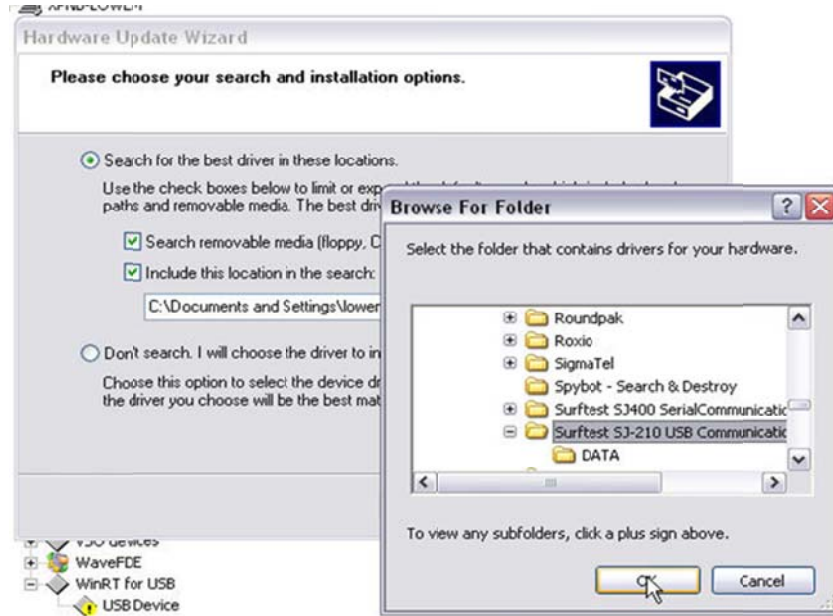 XPND-LOWEM
Hardware Update Wizard
Please choose your search and installation options.
Search for the best driver in these locations.
Use the check boxes below to limit or
paths and removable media. The best
Search removable media (floppy, C
Include this location in the search:
C:\Documents and Settings\lower
Don't search. I will choose the driver to in
Choose this option to select the device dr
the driver you choose will be the best mat
Browse For Folder
Select the folder that contains drivers for your hardware.
Roundpak
Roxio
SigmaTel
Spybot - Search & Destroy
Surftest SJ400 SerialCommunicatic
Surftest SJ-210 USB Communicatic
DATA
To view any subfolders, click a plus sign above.
OK
Cancel
VSO devices
WaveFDE
WinRT for USB
USBDevice